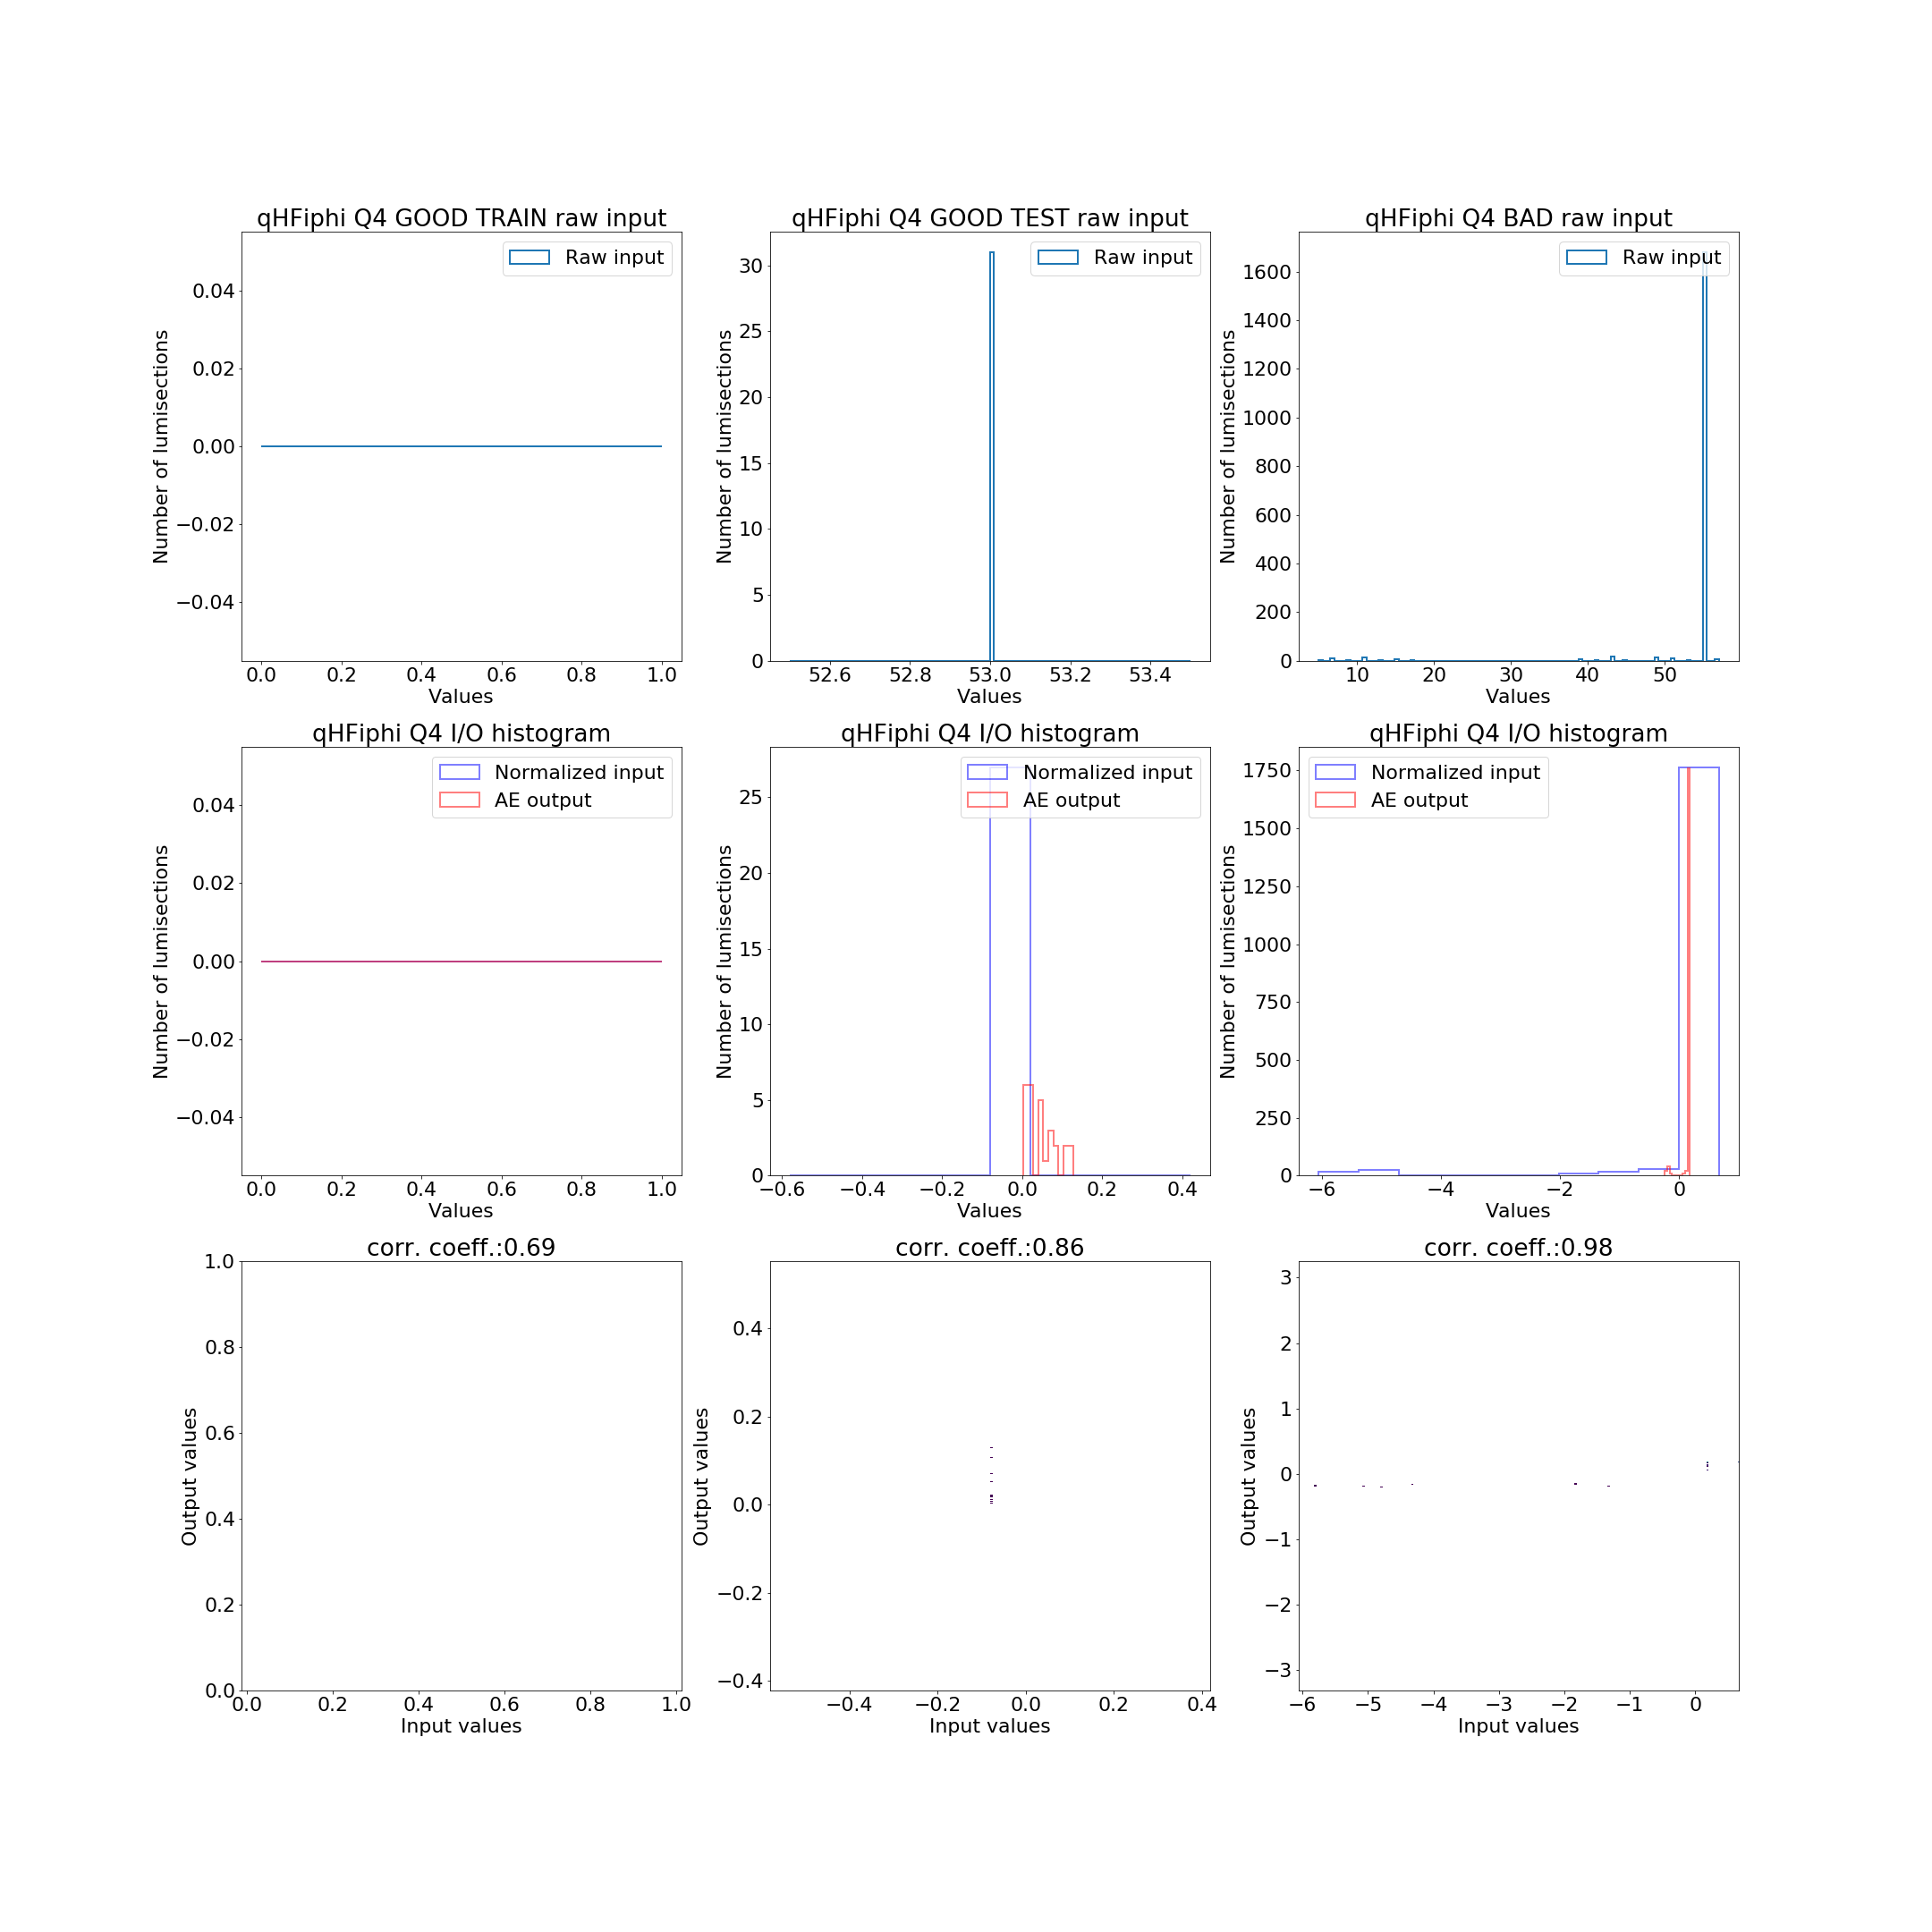 qHFiphi Q4 GOOD TRAIN raw input
Raw input
Number of lumisections
0.04
0.02
0.00
−0.02
−0.04
0.0 0.2 0.4 0.6 0.8 1.0
Values
qHFiphi Q4 GOOD TEST raw input
Raw input
Number of lumisections
30
25
20
15
10
5
0
52.6 52.8 53.0 53.2 53.4
Values
qHFiphi Q4 BAD raw input
Raw input
Number of lumisections
1600
1400
1200
1000
800
600
400
200
0
10 20 30 40 50
Values
qHFiphi Q4 I/O histogram
Normalized input
AE output
Number of lumisections
0.04
0.02
0.00
−0.02
−0.04
0.0 0.2 0.4 0.6 0.8 1.0
Values
qHFiphi Q4 I/O histogram
Normalized input
AE output
Number of lumisections
25
20
15
10
5
0
−0.6 −0.4 −0.2 0.0 0.2 0.4
Values
qHFiphi Q4 I/O histogram
Normalized input
AE output
Number of lumisections
1750
1500
1250
1000
750
500
250
0
−6 −4 −2 0
Values
corr. coeff.:0.69
Output values
1.0
0.8
0.6
0.4
0.2
0.0
0.0 0.2 0.4 0.6 0.8 1.0
Input values
corr. coeff.:0.86
Output values
0.4
0.2
0.0
−0.2
−0.4
−0.4 −0.2 0.0 0.2 0.4
Input values
corr. coeff.:0.98
Output values
3
2
1
0
−1
−2
−3
−6 −5 −4 −3 −2 −1 0
Input values